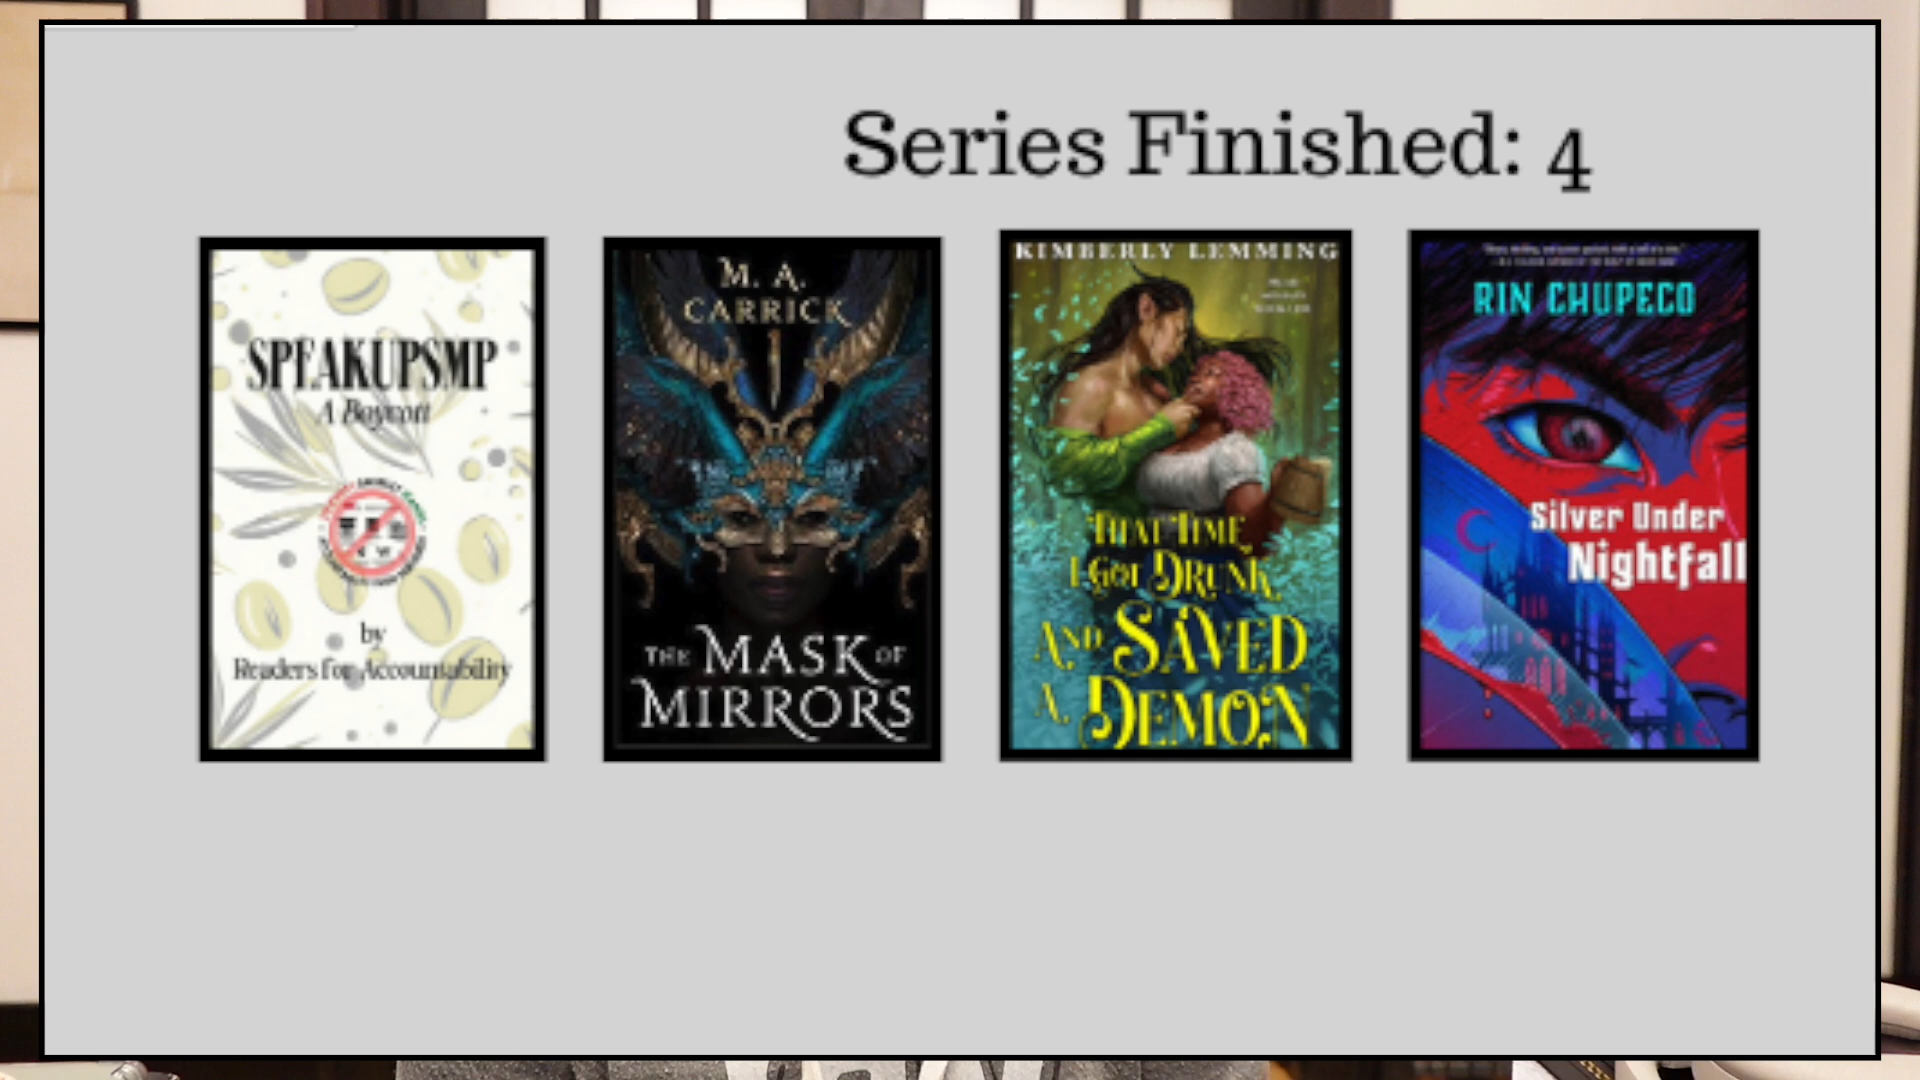 Series Finished: 4
SPEAKUPSMP
A Boycott
by
Readers for Accountability
M. A.
CARRICK
THE MASK OF
MIRRORS
KIMBERLY LEMMING
THAT TIME
I GOT DRUNK
AND SAVED
A DEMON
RIN CHUPECO
Silver Under
Nightfall